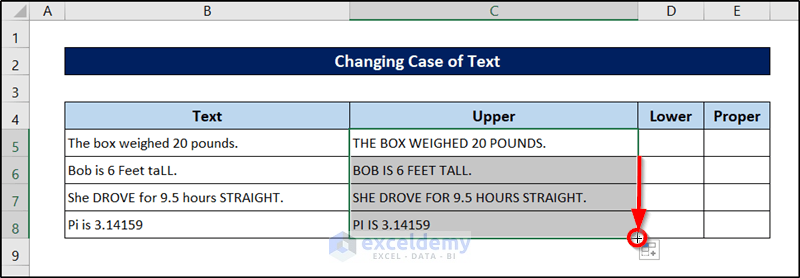 A B C D E
1
2 Changing Case of Text
3
4 Text Upper Lower Proper
5 The box weighed 20 pounds. THE BOX WEIGHED 20 POUNDS.
6 Bob is 6 Feet taLL. BOB IS 6 FEET TALL.
7 She DROVE for 9.5 hours STRAIGHT. SHE DROVE FOR 9.5 HOURS STRAIGHT.
8 Pi is 3.14159 PI IS 3.14159
exceldemy
9 EXCEL - DATA - BI